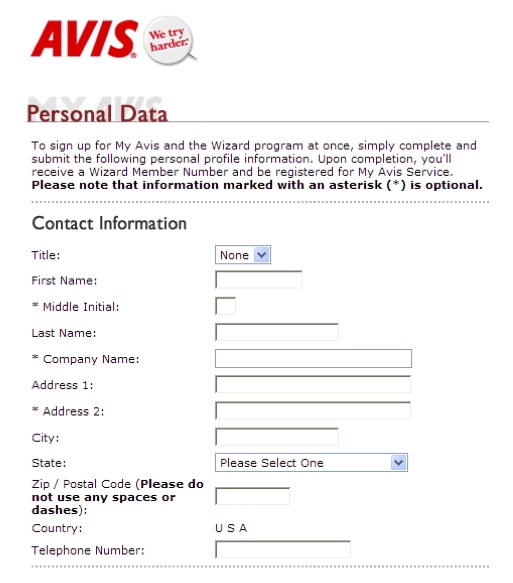 AVIS
We try
harder.
MY AVIS
Personal Data
To sign up for My Avis and the Wizard program at once, simply complete and
submit the following personal profile information. Upon completion, you'll
receive a Wizard Member Number and be registered for My Avis Service.
Please note that information marked with an asterisk (*) is optional.
Contact Information
Title: None
First Name:
* Middle Initial:
Last Name:
* Company Name:
Address 1:
* Address 2:
City:
State: Please Select One
Zip / Postal Code (Please do
not use any spaces or
dashes):
Country: U S A
Telephone Number: